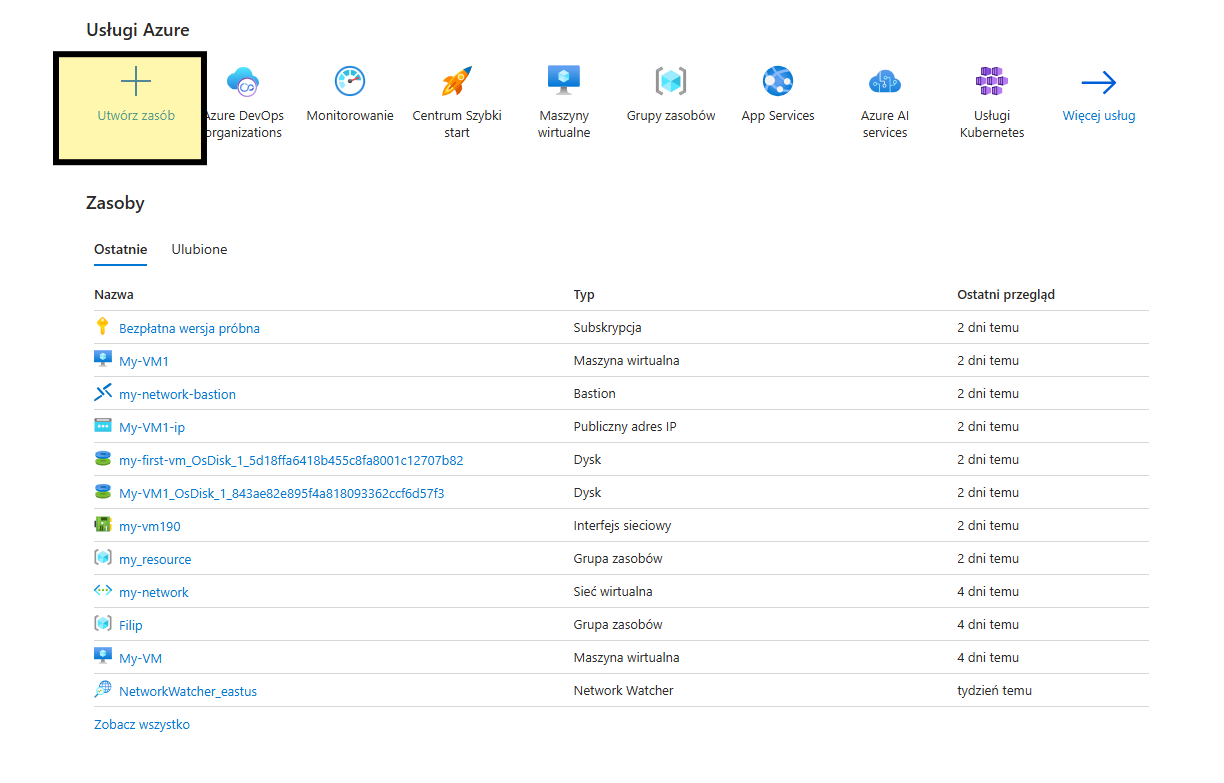 Usługi Azure
Utwórz zasób
Azure DevOps organizations
Monitorowanie
Centrum Szybki start
Maszyny wirtualne
Grupy zasobów
App Services
Azure AI services
Usługi Kubernetes
Więcej usług
Zasoby
Ostatnie Ulubione
Nazwa Typ Ostatni przegląd
Bezpłatna wersja próbna Subskrypcja 2 dni temu
My-VM1 Maszyna wirtualna 2 dni temu
my-network-bastion Bastion 2 dni temu
My-VM1-ip Publiczny adres IP 2 dni temu
my-first-vm_OsDisk_1_5d18ffa6418b455c8fa8001c12707b82 Dysk 2 dni temu
My-VM1_OsDisk_1_843ae82e895f4a818093362ccf6d57f3 Dysk 2 dni temu
my-vm190 Interfejs sieciowy 2 dni temu
my_resource Grupa zasobów 2 dni temu
my-network Sieć wirtualna 4 dni temu
Filip Grupa zasobów 4 dni temu
My-VM Maszyna wirtualna 4 dni temu
NetworkWatcher_eastus Network Watcher tydzień temu
Zobacz wszystko